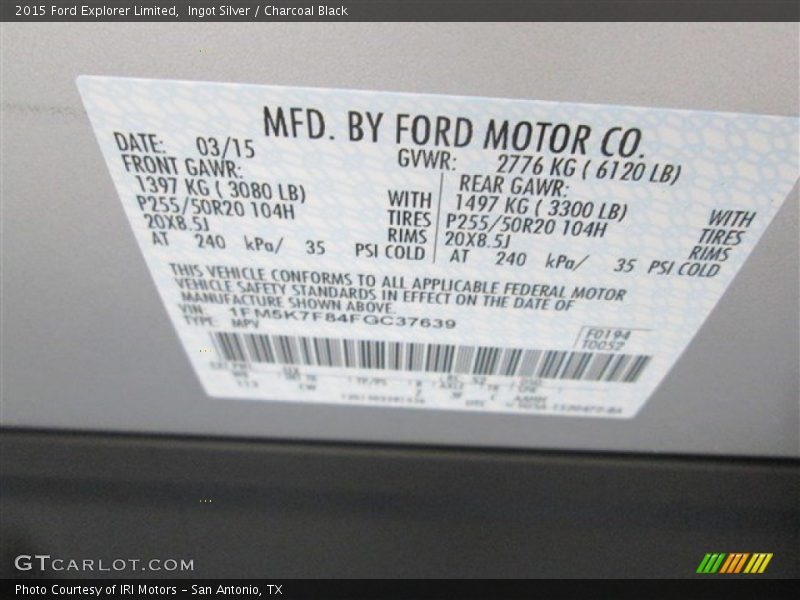 2015 Ford Explorer Limited, Ingot Silver / Charcoal Black
MFD. BY FORD MOTOR CO.
DATE: 03/15 GVWR: 2776 KG ( 6120 LB)
FRONT GAWR: REAR GAWR:
1397 KG ( 3080 LB) WITH 1497 KG ( 3300 LB) WITH
P255/50R20 104H TIRES P255/50R20 104H TIRES
20X8.5J RIMS 20X8.5J RIMS
AT 240 kPa/ 35 PSI COLD AT 240 kPa/ 35 PSI COLD
THIS VEHICLE CONFORMS TO ALL APPLICABLE FEDERAL MOTOR
VEHICLE SAFETY STANDARDS IN EFFECT ON THE DATE OF
MANUFACTURE SHOWN ABOVE.
VIN: 1FM5K7F84FGC37639
TYPE: MPV
F0194
T0052
GTCARLOT.COM
Photo Courtesy of IRI Motors – San Antonio, TX